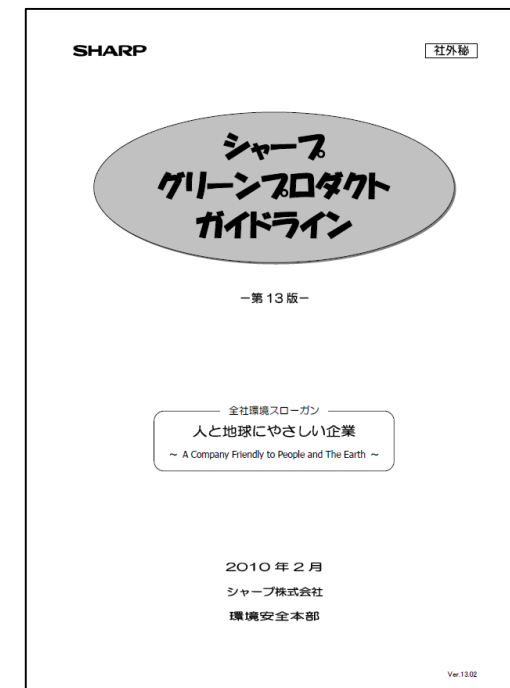 SHARP
社外秘
シャープ
グリーンプロダクト
ガイドライン
－第13版－
全社環境スローガン
人と地球にやさしい企業
～ A Company Friendly to People and The Earth ～
2010年2月
シャープ株式会社
環境安全本部
Ver.13.02